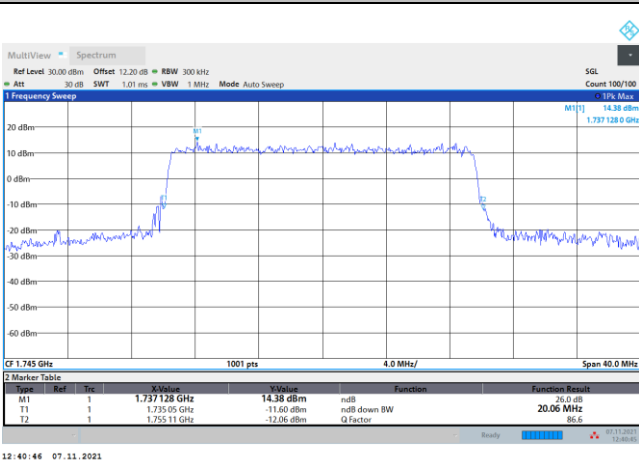 MultiView Spectrum
Ref Level 30.00 dBm Offset 12.20 dB RBW 300 kHz SGL
Att 30 dB SWT 1.01 ms VBW 1 MHz Mode Auto Sweep Count 100/100
1 Frequency Sweep 1Pk Max
M1[1] 14.38 dBm
1.737 128 0 GHz
M1
20 dBm
10 dBm
0 dBm
-10 dBm
T1
T2
-20 dBm
-30 dBm
-40 dBm
-50 dBm
-60 dBm
CF 1.745 GHz 1001 pts 4.0 MHz/ Span 40.0 MHz
2 Marker Table
Type Ref Trc X-Value Y-Value Function Function Result
M1 1 1.737 128 GHz 14.38 dBm ndB 26.0 dB
T1 1 1.735 05 GHz -11.60 dBm ndB down BW 20.06 MHz
T2 1 1.755 11 GHz -12.06 dBm Q Factor 86.6
Ready 07.11.2021
12:40:45
12:40:46 07.11.2021